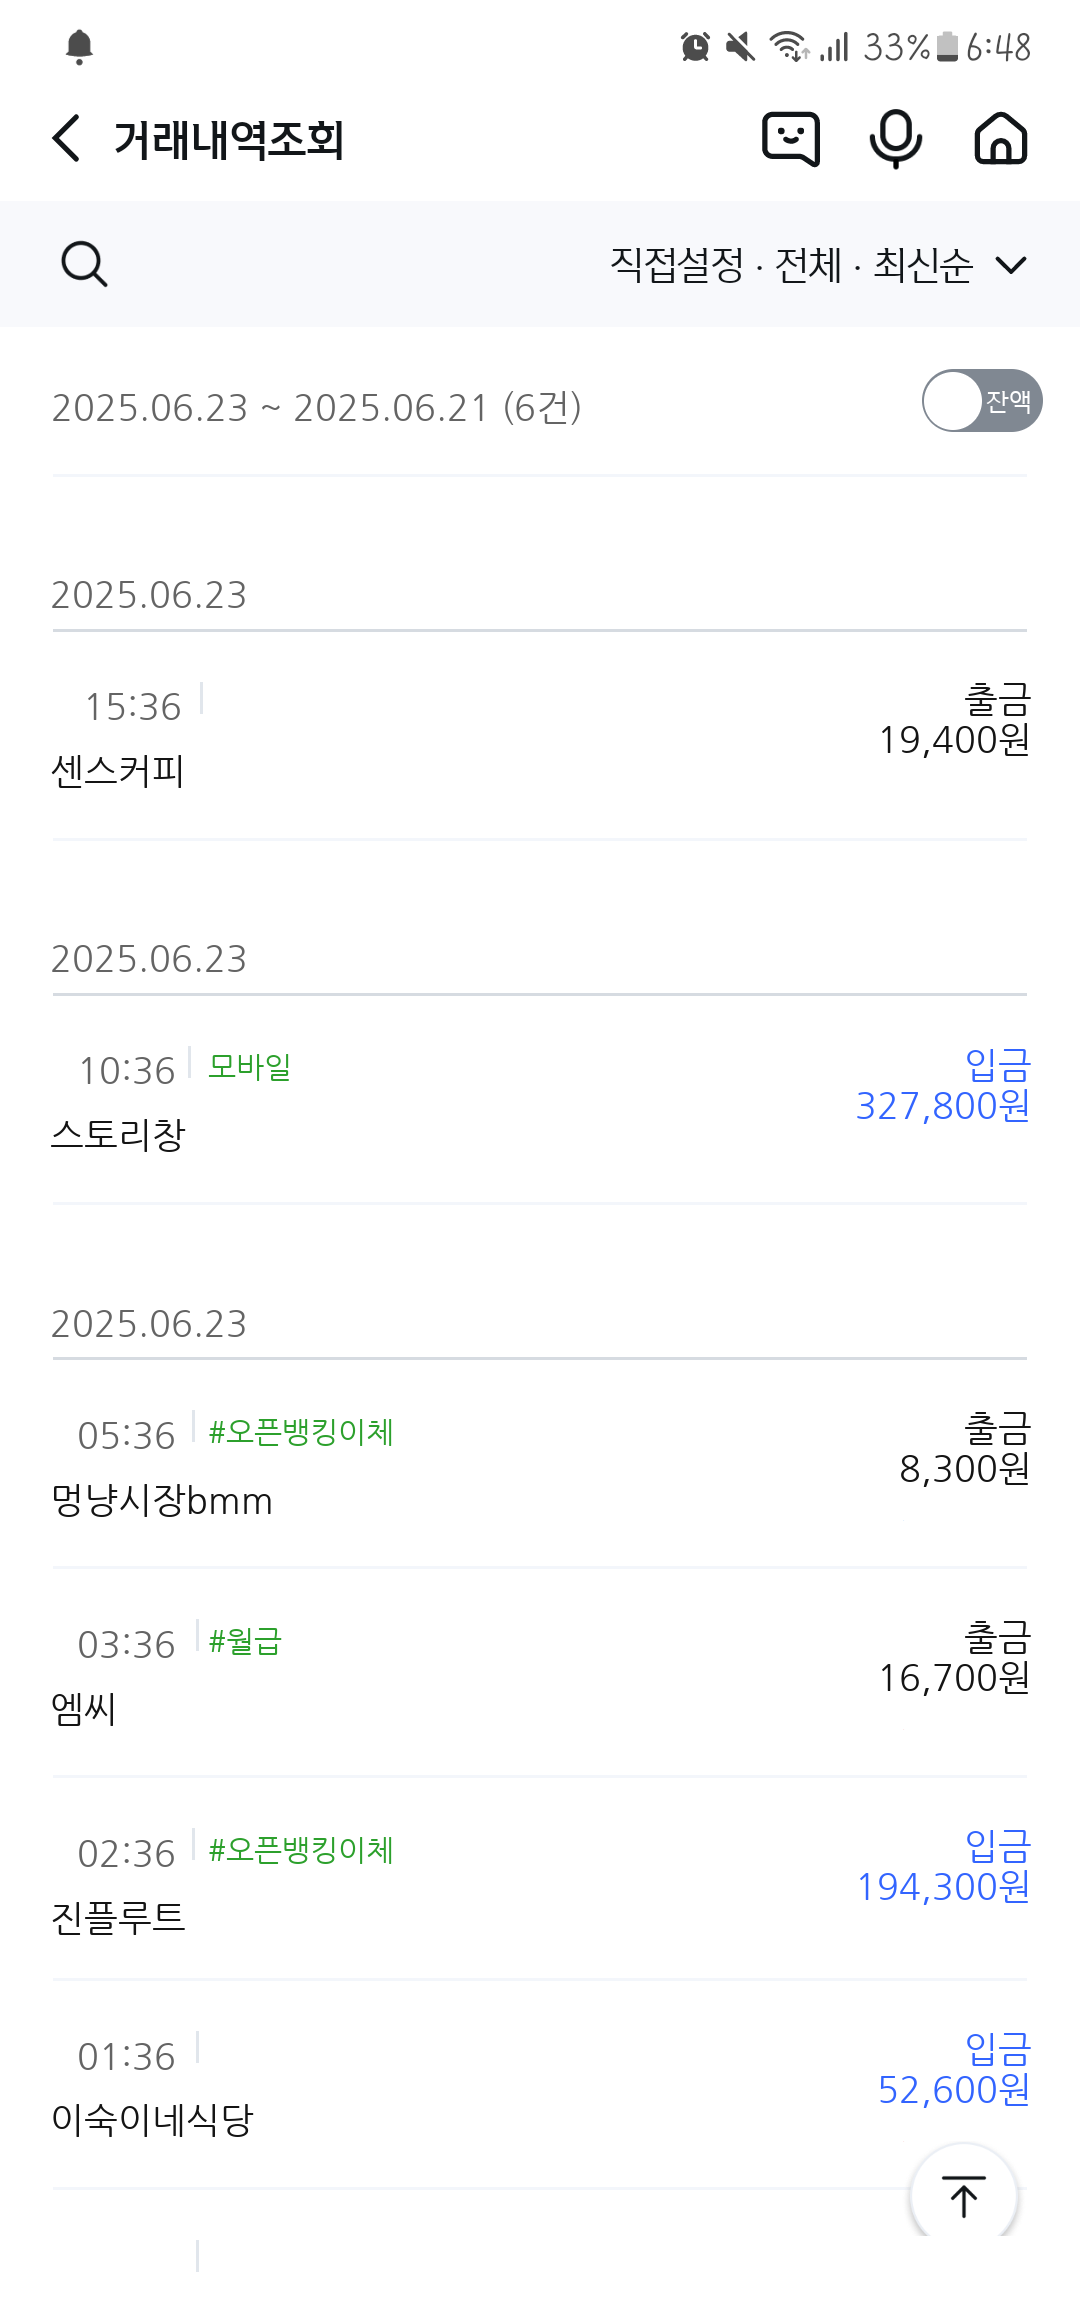 33% 6:48
거래내역조회
직접설정 · 전체 · 최신순
2025.06.23 ~ 2025.06.21 (6건)
잔액
2025.06.23
15:36
출금
19,400원
센스커피
2025.06.23
10:36 모바일
입금
327,800원
스토리창
2025.06.23
05:36 #오픈뱅킹이체
출금
8,300원
멍냥시장bmm
03:36 #월급
출금
16,700원
엠씨
02:36 #오픈뱅킹이체
입금
194,300원
진플루트
01:36
입금
52,600원
이숙이네식당